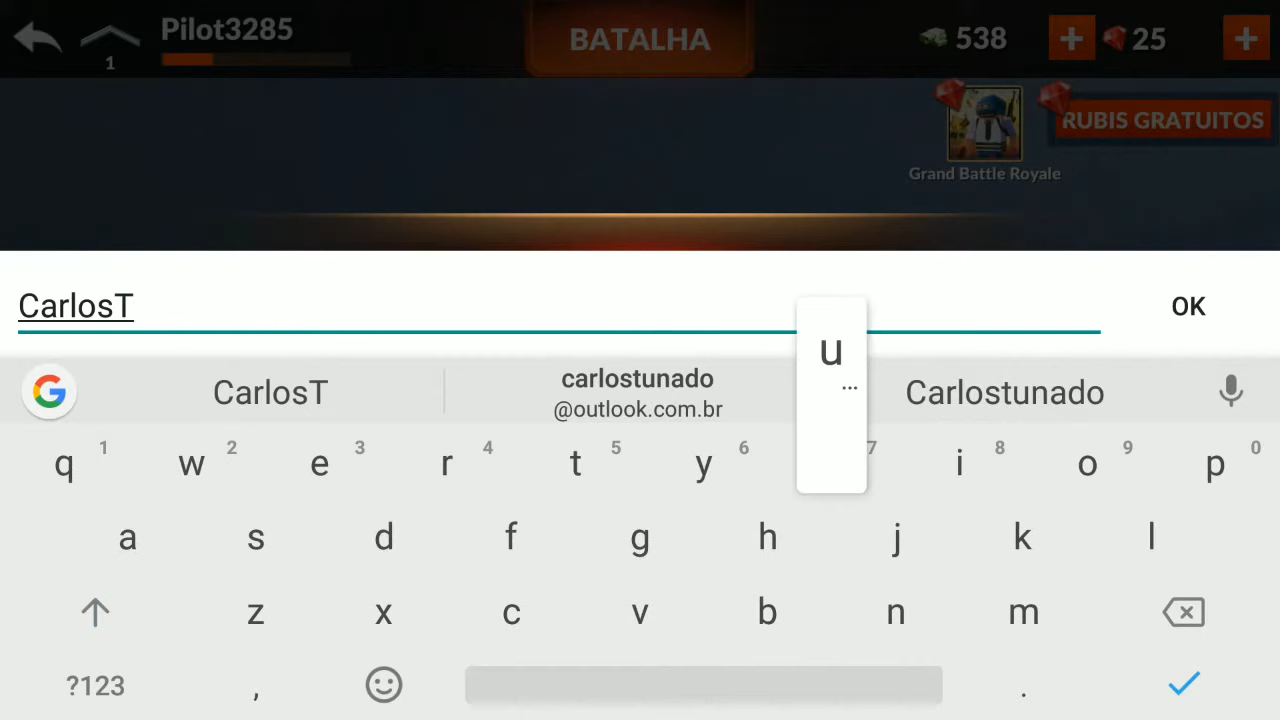 Pilot3285
1
BATALHA
538
25
RUBIS GRATUITOS
Grand Battle Royale
CarlosT
OK
CarlosT
carlostunado
@outlook.com.br
Carlostunado
u
...
q 1 w 2 e 3 r 4 t 5 y 6 7 i 8 o 9 p 0
a s d f g h j k l
z x c v b n m
?123 , .